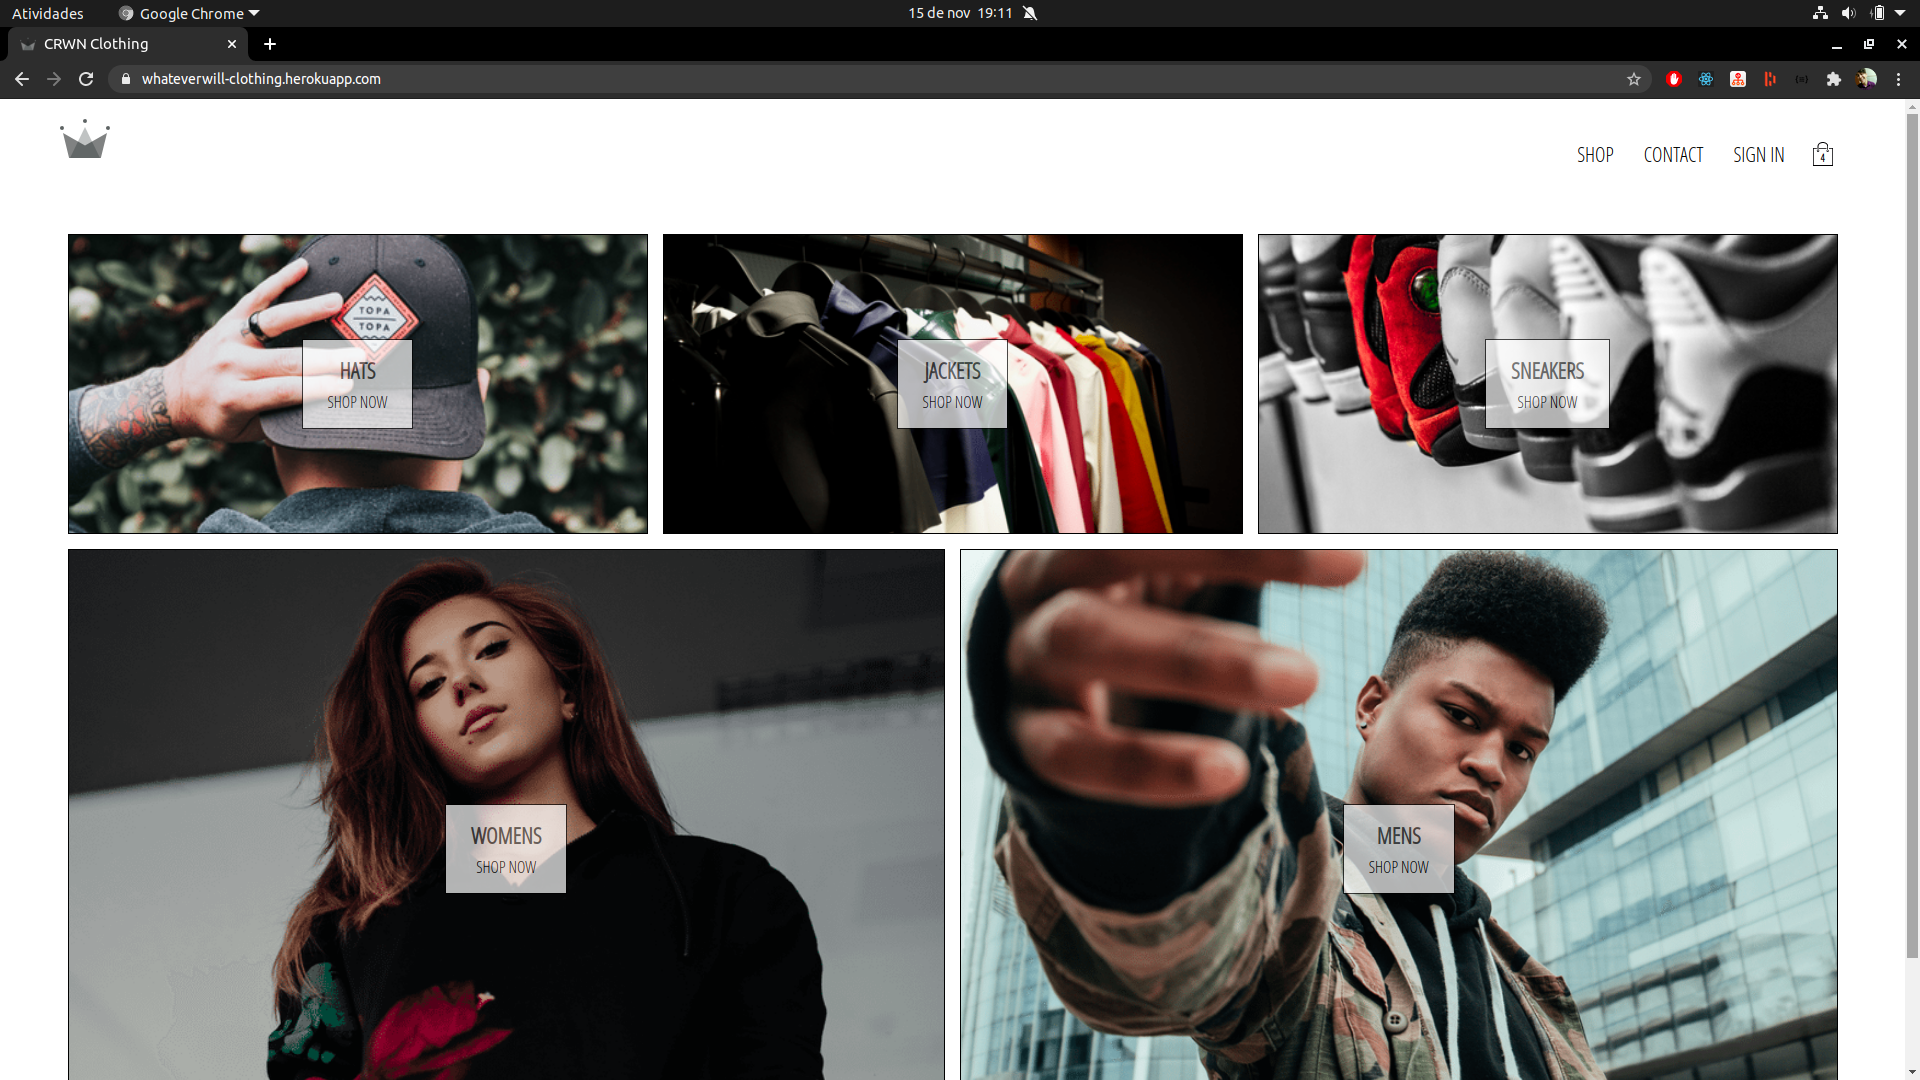 Atividades
Google Chrome
15 de nov 19:11
CRWN Clothing
whateverwill-clothing.herokuapp.com
SHOP
CONTACT
SIGN IN
4
TOPA
TOPA
HATS
SHOP NOW
JACKETS
SHOP NOW
SNEAKERS
SHOP NOW
WOMENS
SHOP NOW
MENS
SHOP NOW